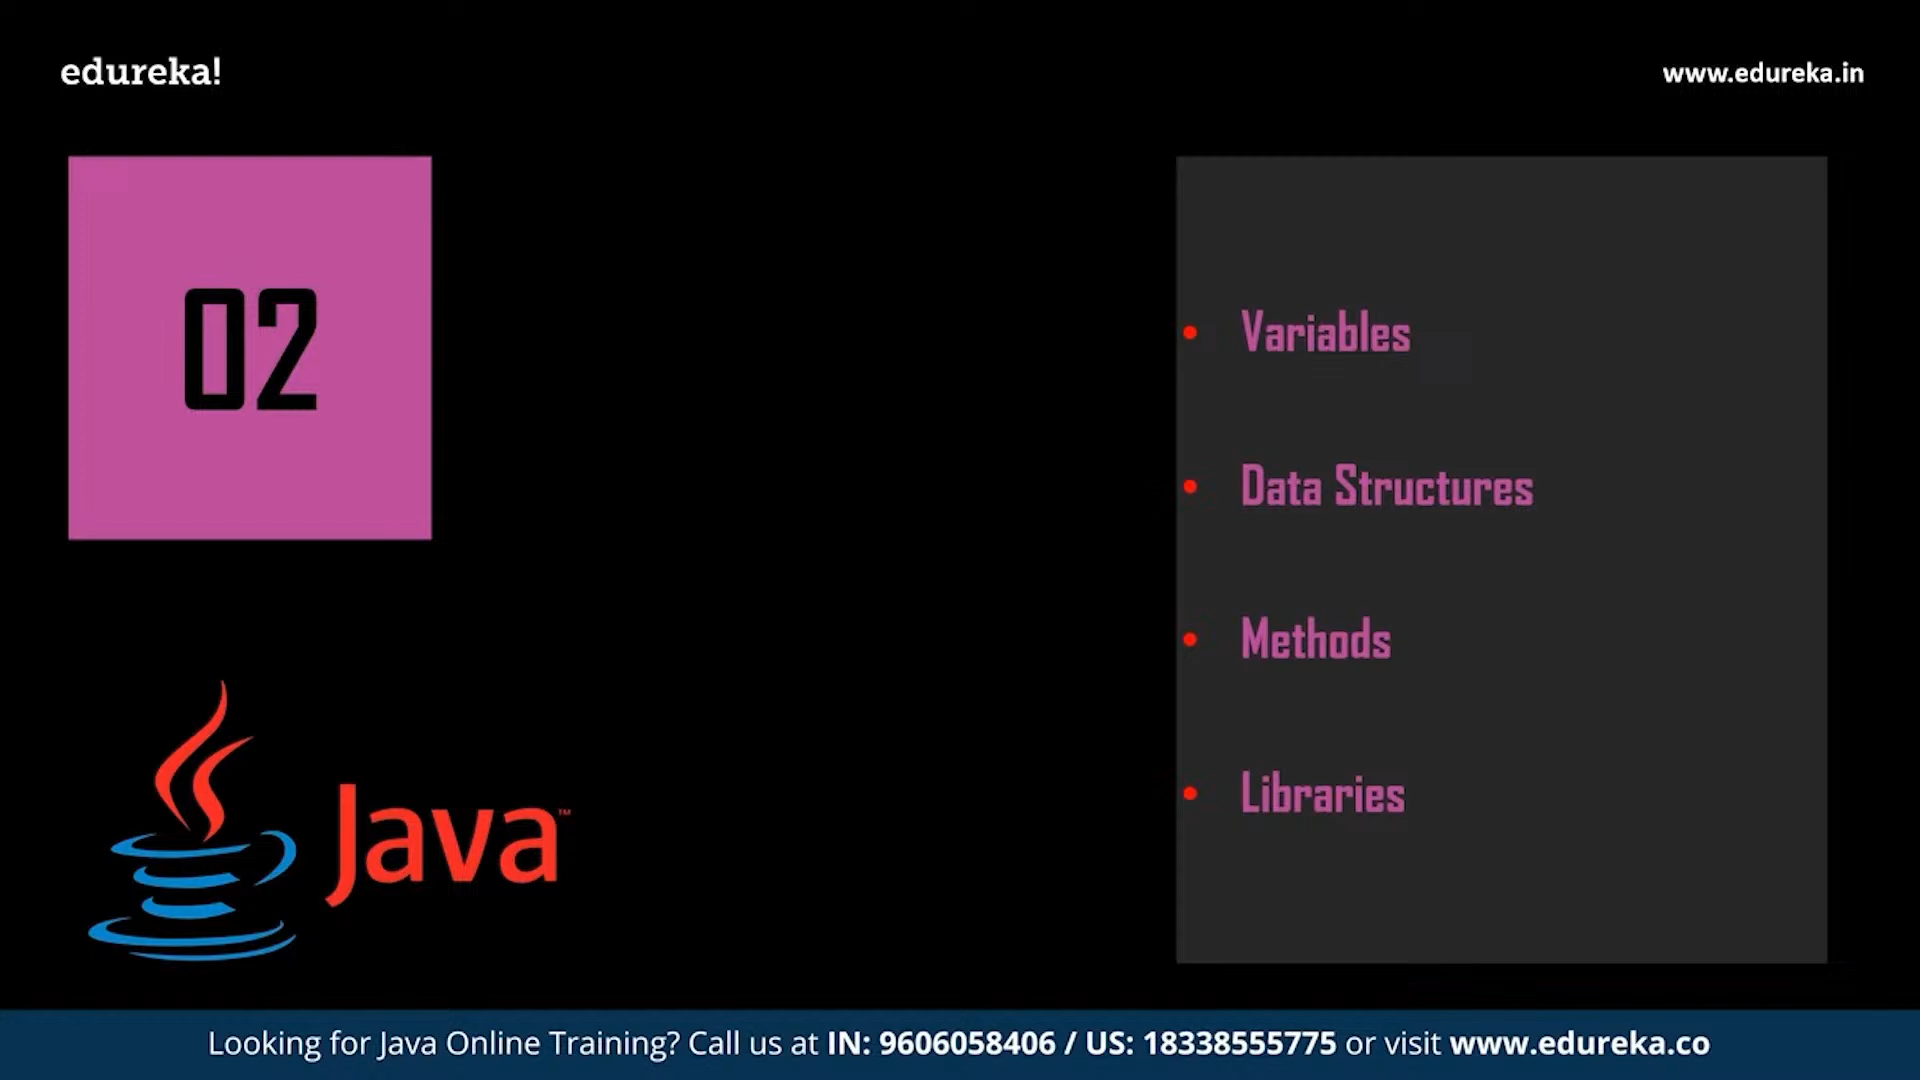 edureka!
www.edureka.in
02
Variables
Data Structures
Methods
Libraries
Java™
Looking for Java Online Training? Call us at IN: 9606058406 / US: 18338555775 or visit www.edureka.co